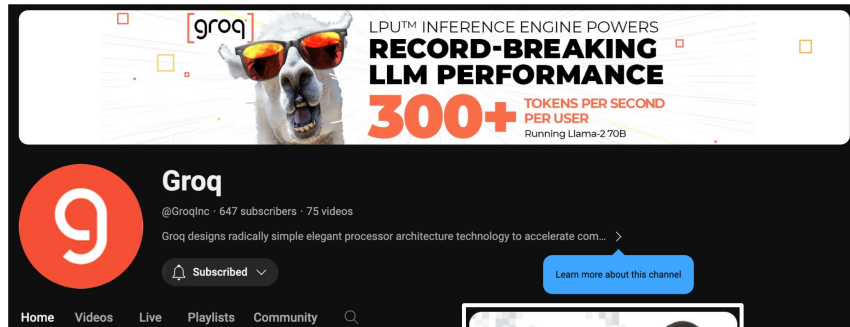 groq
LPU™ INFERENCE ENGINE POWERS
RECORD-BREAKING
LLM PERFORMANCE
300+
TOKENS PER SECOND
PER USER
Running Llama-2 70B
g
Groq
@GroqInc · 647 subscribers · 75 videos
Groq designs radically simple elegant processor architecture technology to accelerate com...
Subscribed
Learn more about this channel
Home Videos Live Playlists Community